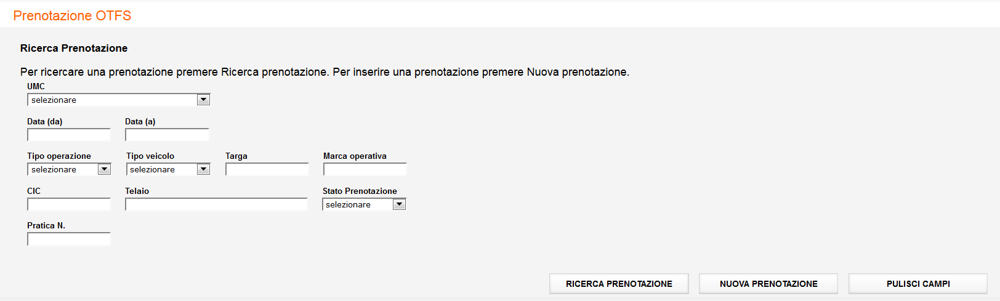 Prenotazione OTFS
Ricerca Prenotazione
Per ricercare una prenotazione premere Ricerca prenotazione. Per inserire una prenotazione premere Nuova prenotazione.
UMC
selezionare
Data (da) Data (a)
Tipo operazione Tipo veicolo Targa Marca operativa
selezionare selezionare
CIC Telaio Stato Prenotazione
selezionare
Pratica N.
RICERCA PRENOTAZIONE NUOVA PRENOTAZIONE PULISCI CAMPI